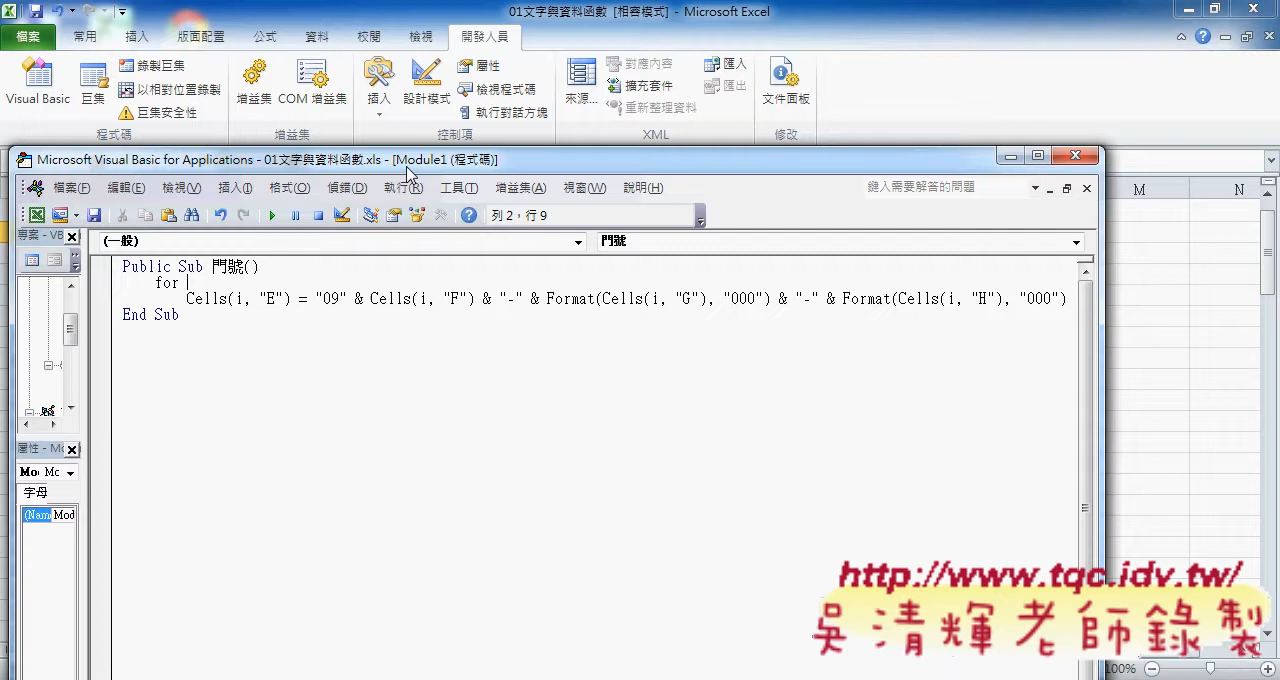 01文字與資料函數 [相容模式] - Microsoft Excel
檔案 常用 插入 版面配置 公式 資料 校閱 檢視 開發人員
Visual Basic 巨集 錄製巨集 以相對位置錄製 巨集安全性 程式碼
增益集 COM 增益集 增益集
插入 設計模式 屬性 檢視程式碼 執行對話方塊 控制項
來源... 對應內容 擴充套件 重新整理資料 匯入 匯出 XML
文件面板 修改
Microsoft Visual Basic for Applications - 01文字與資料函數.xls - [Module1 (程式碼)]
檔案(F) 編輯(E) 檢視(V) 插入(I) 格式(O) 偵錯(D) 執行(R) 工具(T) 增益集(A) 視窗(W) 說明(H) 鍵入需要解答的問題
列 2，行 9
專案 - VB
(一般) 門號
Public Sub 門號()
for
Cells(i, "E") = "09" & Cells(i, "F") & "-" & Format(Cells(i, "G"), "000") & "-" & Format(Cells(i, "H"), "000")
End Sub
屬性 - Mo
字母
(Nam Mod
M N
http://www.tqc.idv.tw/
吳清輝老師錄製
100%